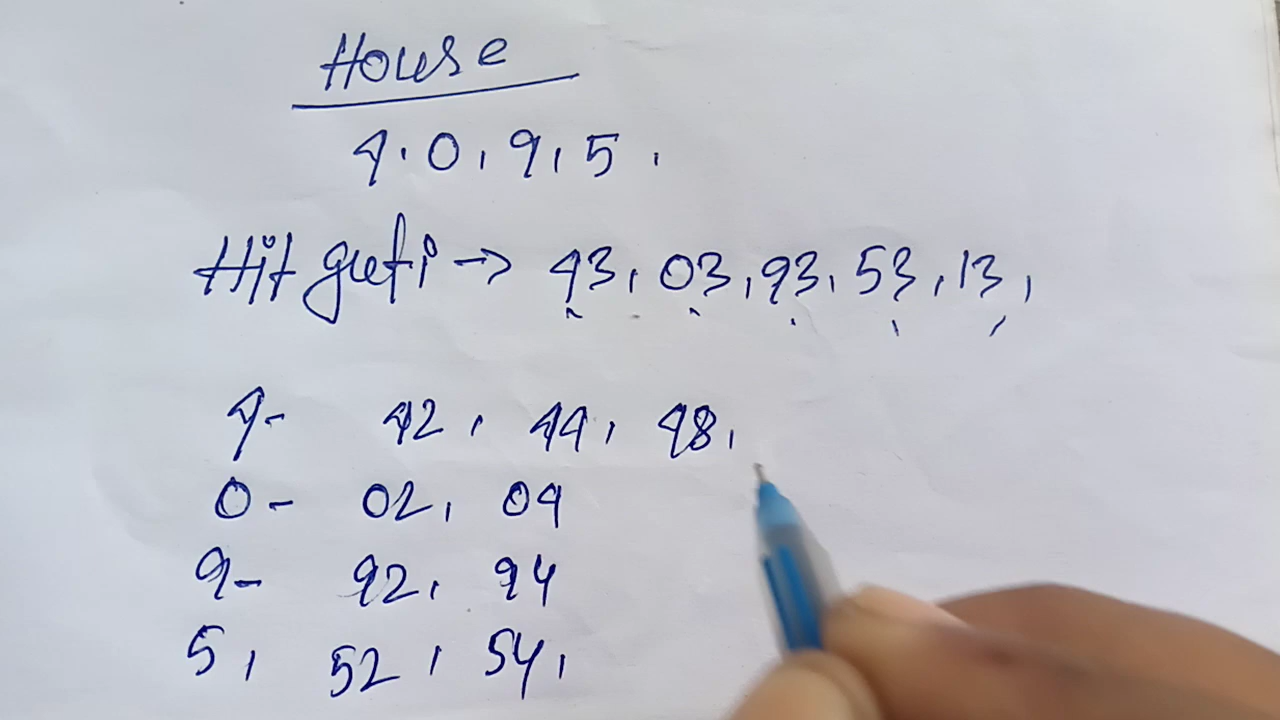 House
4. 0, 9, 5,
Hit guti → 43, 03, 93, 53, 13,
4- 42, 44, 48,
0- 02, 04
9- 92, 94
5, 52, 54,